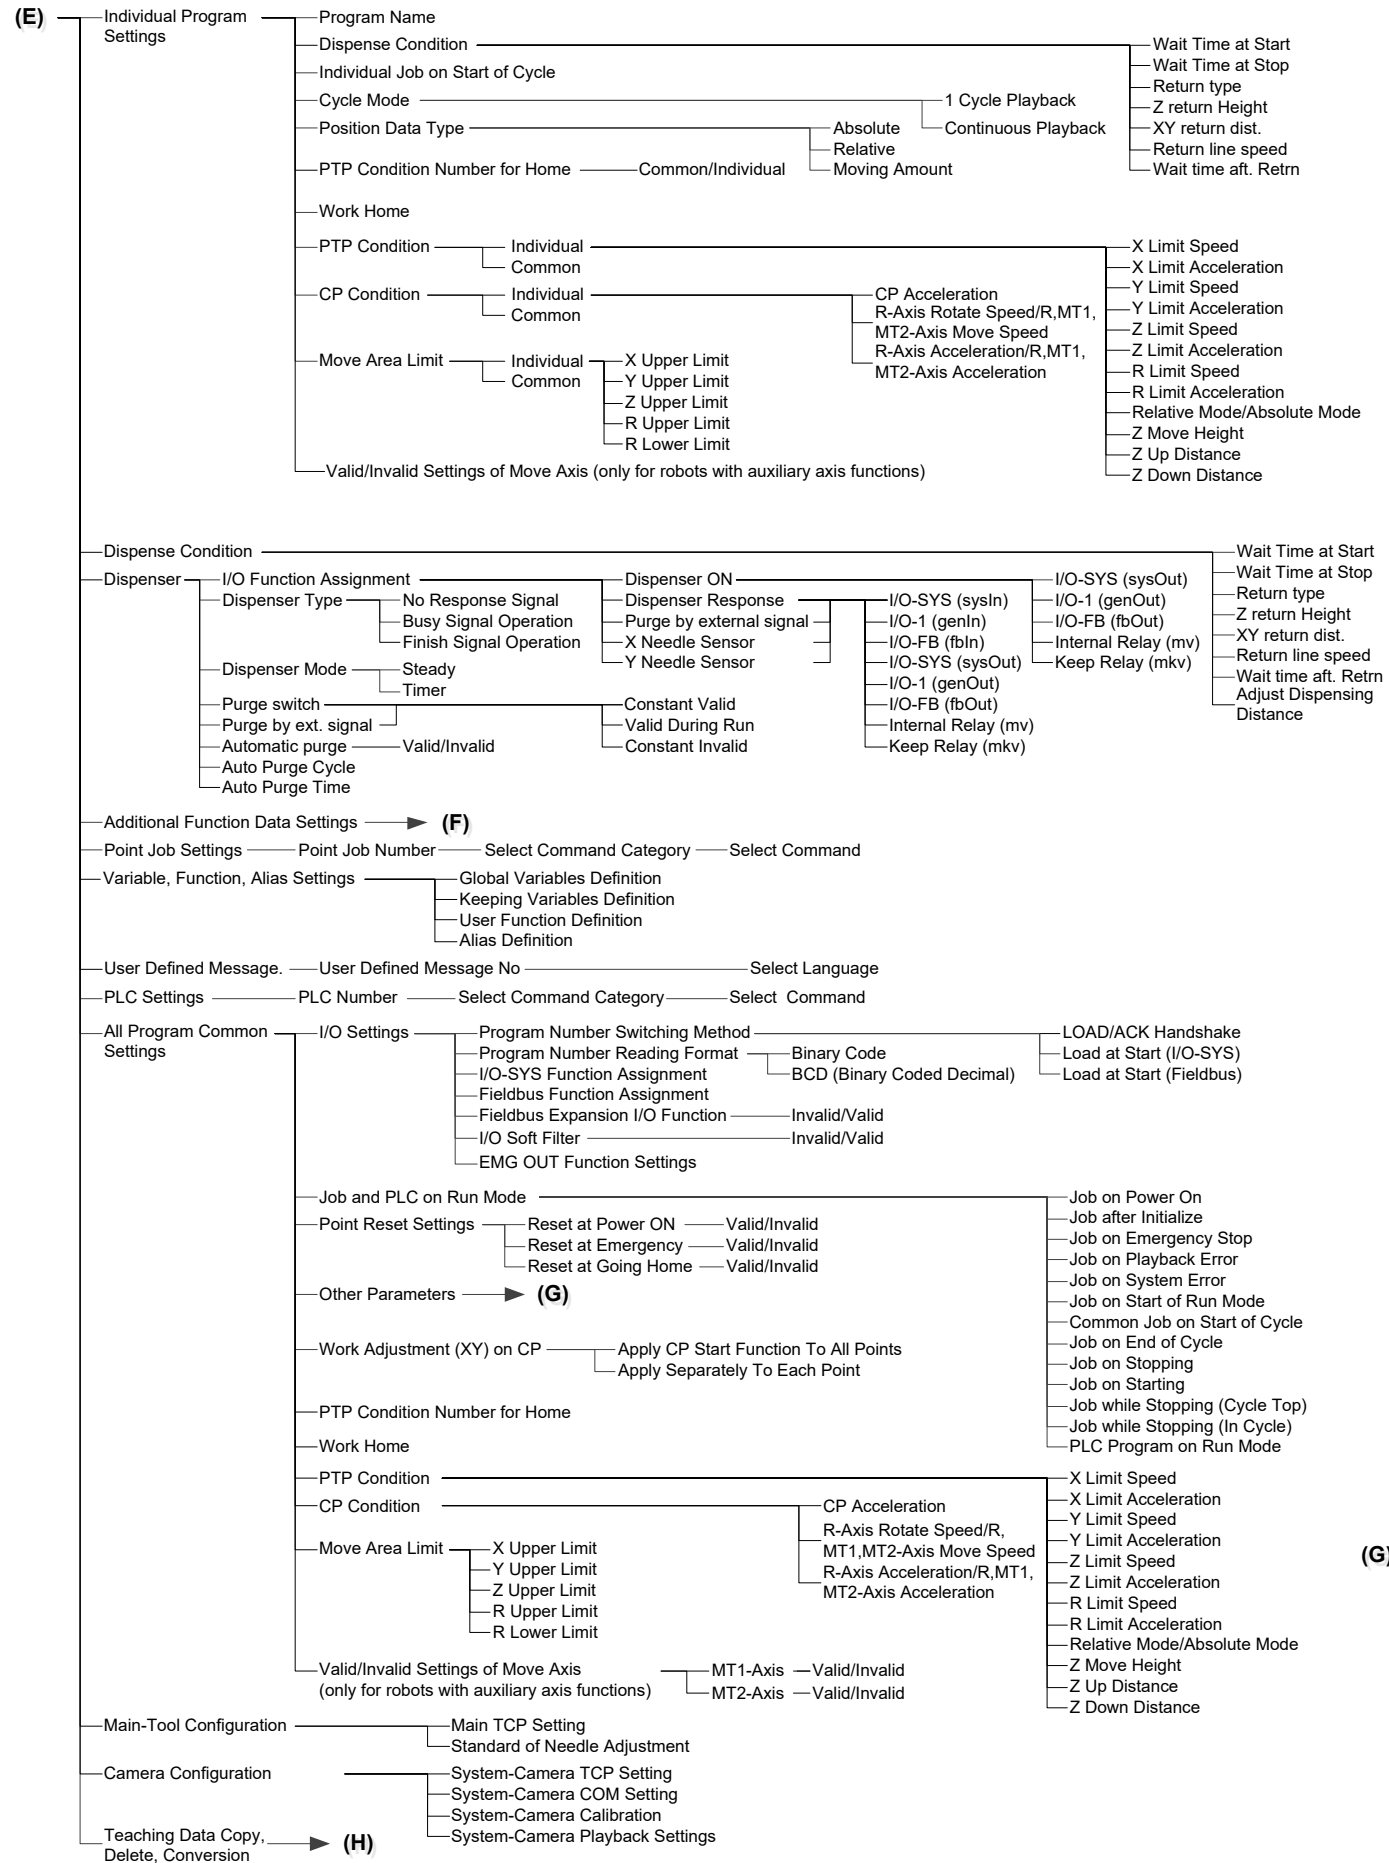 (E)
Individual Program
Settings
Program Name
Dispense Condition
Wait Time at Start
Wait Time at Stop
Return type
Z return Height
XY return dist.
Return line speed
Wait time aft. Retrn
Individual Job on Start of Cycle
Cycle Mode
1 Cycle Playback
Continuous Playback
Position Data Type
Absolute
Relative
Moving Amount
PTP Condition Number for Home
Common/Individual
Work Home
PTP Condition
Individual
Common
X Limit Speed
X Limit Acceleration
Y Limit Speed
Y Limit Acceleration
Z Limit Speed
Z Limit Acceleration
R Limit Speed
R Limit Acceleration
Relative Mode/Absolute Mode
Z Move Height
Z Up Distance
Z Down Distance
CP Condition
Individual
Common
CP Acceleration
R-Axis Rotate Speed/R,MT1,
MT2-Axis Move Speed
R-Axis Acceleration/R,MT1,
MT2-Axis Acceleration
Move Area Limit
Individual
Common
X Upper Limit
Y Upper Limit
Z Upper Limit
R Upper Limit
R Lower Limit
Valid/Invalid Settings of Move Axis (only for robots with auxiliary axis functions)
Dispense Condition
Wait Time at Start
Wait Time at Stop
Return type
Z return Height
XY return dist.
Return line speed
Wait time aft. Retrn
Adjust Dispensing
Distance
Dispenser
I/O Function Assignment
Dispenser ON
I/O-SYS (sysOut)
I/O-1 (genOut)
I/O-FB (fbOut)
Internal Relay (mv)
Keep Relay (mkv)
Dispenser Response
Purge by external signal
X Needle Sensor
Y Needle Sensor
I/O-SYS (sysIn)
I/O-1 (genIn)
I/O-FB (fbIn)
I/O-SYS (sysOut)
I/O-1 (genOut)
I/O-FB (fbOut)
Internal Relay (mv)
Keep Relay (mkv)
Dispenser Type
No Response Signal
Busy Signal Operation
Finish Signal Operation
Dispenser Mode
Steady
Timer
Purge switch
Purge by ext. signal
Constant Valid
Valid During Run
Constant Invalid
Automatic purge
Valid/Invalid
Auto Purge Cycle
Auto Purge Time
Additional Function Data Settings
(F)
Point Job Settings
Point Job Number
Select Command Category
Select Command
Variable, Function, Alias Settings
Global Variables Definition
Keeping Variables Definition
User Function Definition
Alias Definition
User Defined Message.
User Defined Message No
Select Language
PLC Settings
PLC Number
Select Command Category
Select Command
All Program Common
Settings
I/O Settings
Program Number Switching Method
LOAD/ACK Handshake
Load at Start (I/O-SYS)
Load at Start (Fieldbus)
Program Number Reading Format
Binary Code
BCD (Binary Coded Decimal)
I/O-SYS Function Assignment
Fieldbus Function Assignment
Fieldbus Expansion I/O Function
Invalid/Valid
I/O Soft Filter
Invalid/Valid
EMG OUT Function Settings
Job and PLC on Run Mode
Job on Power On
Job after Initialize
Job on Emergency Stop
Job on Playback Error
Job on System Error
Job on Start of Run Mode
Common Job on Start of Cycle
Job on End of Cycle
Job on Stopping
Job on Starting
Job while Stopping (Cycle Top)
Job while Stopping (In Cycle)
PLC Program on Run Mode
Point Reset Settings
Reset at Power ON
Valid/Invalid
Reset at Emergency
Valid/Invalid
Reset at Going Home
Valid/Invalid
Other Parameters
(G)
Work Adjustment (XY) on CP
Apply CP Start Function To All Points
Apply Separately To Each Point
PTP Condition Number for Home
Work Home
PTP Condition
X Limit Speed
X Limit Acceleration
Y Limit Speed
Y Limit Acceleration
Z Limit Speed
Z Limit Acceleration
R Limit Speed
R Limit Acceleration
Relative Mode/Absolute Mode
Z Move Height
Z Up Distance
Z Down Distance
(G)
CP Condition
CP Acceleration
R-Axis Rotate Speed/R,
MT1,MT2-Axis Move Speed
R-Axis Acceleration/R,MT1,
MT2-Axis Acceleration
Move Area Limit
X Upper Limit
Y Upper Limit
Z Upper Limit
R Upper Limit
R Lower Limit
Valid/Invalid Settings of Move Axis
(only for robots with auxiliary axis functions)
MT1-Axis
Valid/Invalid
MT2-Axis
Valid/Invalid
Main-Tool Configuration
Main TCP Setting
Standard of Needle Adjustment
Camera Configuration
System-Camera TCP Setting
System-Camera COM Setting
System-Camera Calibration
System-Camera Playback Settings
Teaching Data Copy,
Delete, Conversion
(H)